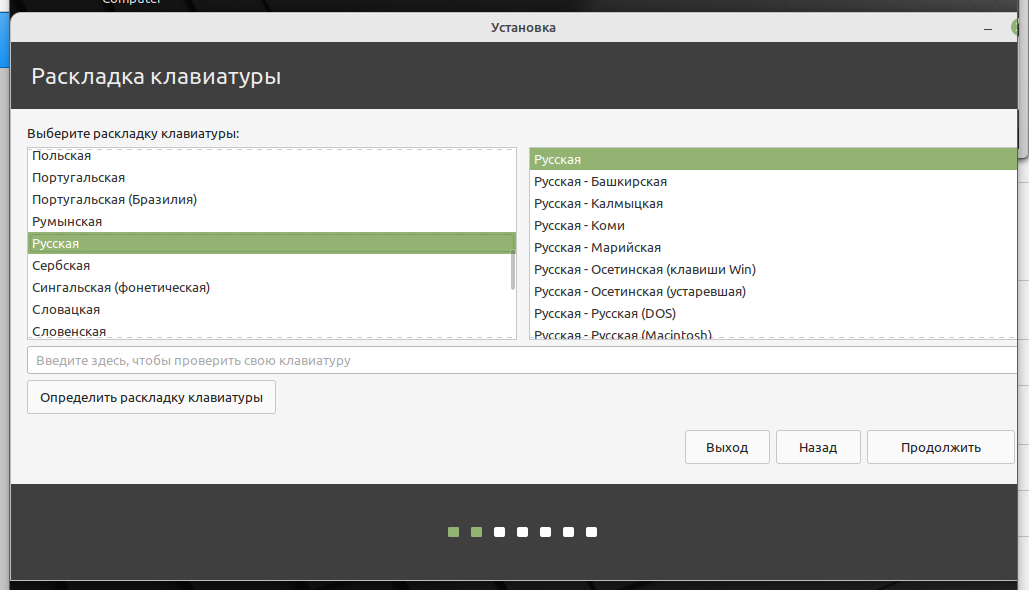 Computer
Установка
Раскладка клавиатуры
Выберите раскладку клавиатуры:
Польская
Португальская
Португальская (Бразилия)
Румынская
Русская
Сербская
Сингальская (фонетическая)
Словацкая
Словенская
Русская
Русская - Башкирская
Русская - Калмыцкая
Русская - Коми
Русская - Марийская
Русская - Осетинская (клавиши Win)
Русская - Осетинская (устаревшая)
Русская - Русская (DOS)
Русская - Русская (Macintosh)
Введите здесь, чтобы проверить свою клавиатуру
Определить раскладку клавиатуры
Выход
Назад
Продолжить